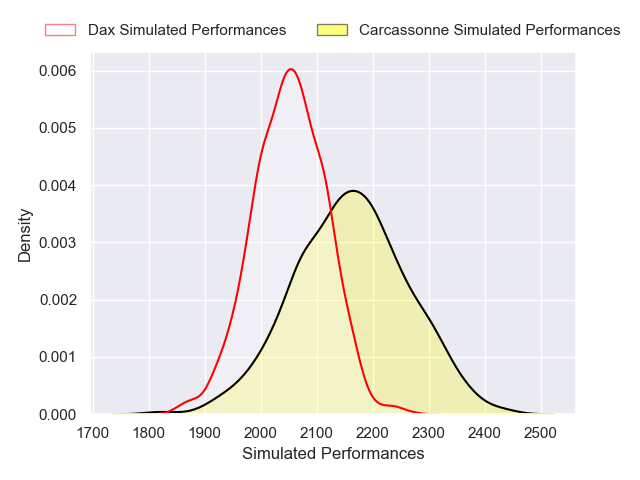 Dax Simulated Performances Carcassonne Simulated Performances
0.006
0.005
0.004
0.003
0.002
0.001
0.000
Density
1700 1800 1900 2000 2100 2200 2300 2400 2500
Simulated Performances